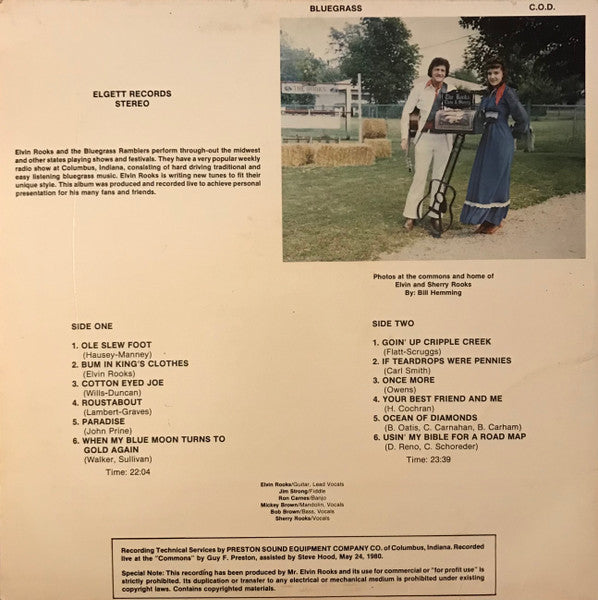 BLUEGRASS
C.O.D.
ELGETT RECORDS
STEREO
Elvin Rooks and the Bluegrass Ramblers perform through-out the midwest
and other states playing shows and festivals. They have a very popular weekly
radio show at Columbus, Indiana, consisting of hard driving traditional and
easy listening bluegrass music. Elvin Rooks is writing new tunes to fit their
unique style. This album was produced and recorded live to achieve personal
presentation for his many fans and friends.
THE ROOKS
The Rooks
Photos at the commons and home of
Elvin and Sherry Rooks
By: Bill Hemming
SIDE ONE
1. OLE SLEW FOOT
(Hausey-Manney)
2. BUM IN KING'S CLOTHES
(Elvin Rooks)
3. COTTON EYED JOE
(Wills-Duncan)
4. ROUSTABOUT
(Lambert-Graves)
5. PARADISE
(John Prine)
6. WHEN MY BLUE MOON TURNS TO
GOLD AGAIN
(Walker, Sullivan)
Time: 22:04
SIDE TWO
1. GOIN' UP CRIPPLE CREEK
(Flatt-Scruggs)
2. IF TEARDROPS WERE PENNIES
(Carl Smith)
3. ONCE MORE
(Owens)
4. YOUR BEST FRIEND AND ME
(H. Cochran)
5. OCEAN OF DIAMONDS
(B. Oatis, C. Carnahan, B. Carham)
6. USIN' MY BIBLE FOR A ROAD MAP
(D. Reno, C. Schoreder)
Time: 23:39
Elvin Rooks/Guitar, Lead Vocals
Jim Strong/Fiddle
Ron Carnes/Banjo
Mickey Brown/Mandolin, Vocals
Bob Brown/Bass, Vocals
Sherry Rooks/Vocals
Recording Technical Services by PRESTON SOUND EQUIPMENT COMPANY CO. of Columbus, Indiana. Recorded
live at the "Commons" by Guy F. Preston, assisted by Steve Hood, May 24, 1980.
Special Note: This recording has been produced by Mr. Elvin Rooks and its use for commercial or "for profit use" is
strictly prohibited. Its duplication or transfer to any electrical or mechanical medium is prohibited under existing
copyright laws. Contains copyrighted materials.